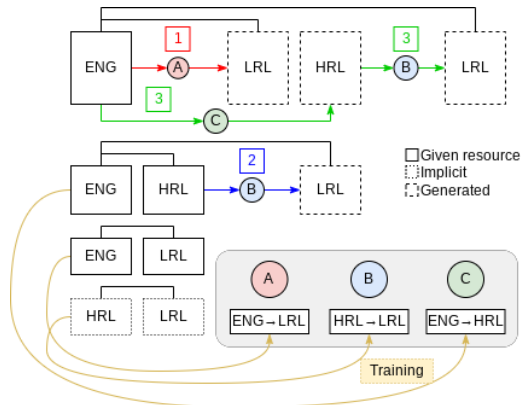 1
3
ENG
A
LRL
HRL
B
LRL
3
C
2
ENG
HRL
B
LRL
Given resource
Implicit
Generated
ENG
LRL
HRL
LRL
A
B
C
ENG→LRL
HRL→LRL
ENG→HRL
Training